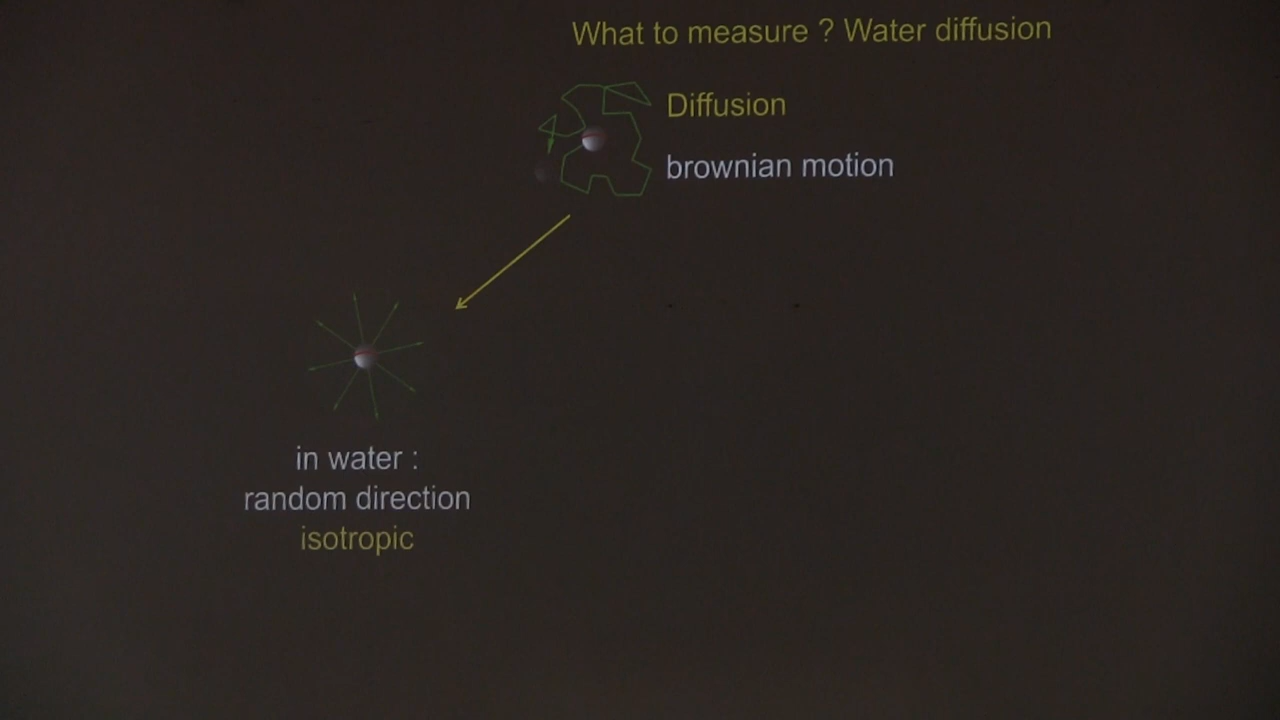 What to measure ? Water diffusion
Diffusion
brownian motion
in water :
random direction
isotropic